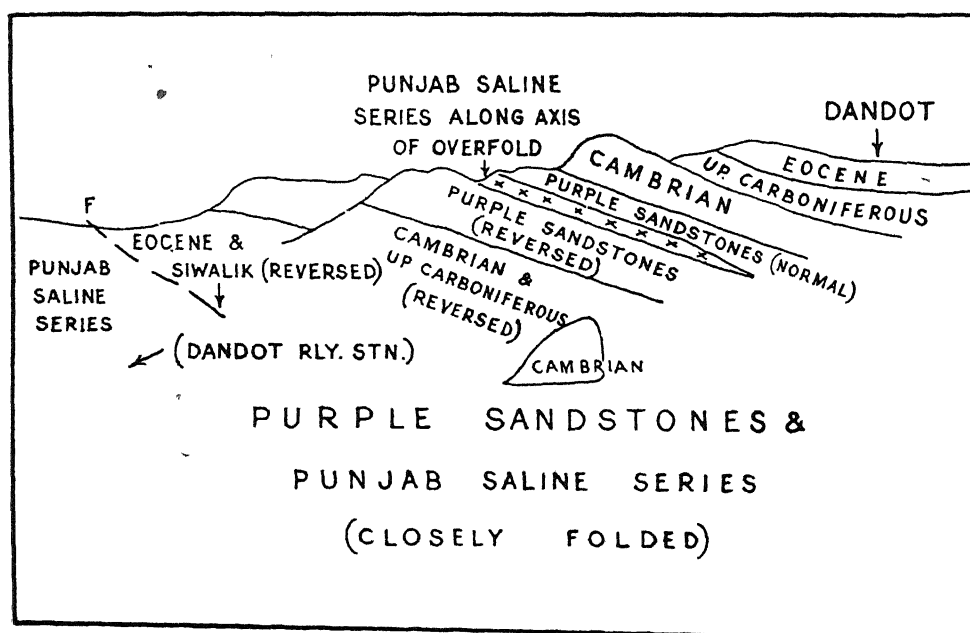 PUNJAB SALINE
SERIES ALONG AXIS
OF OVERFOLD
DANDOT
EOCENE
UP. CARBONIFEROUS
CAMBRIAN
PURPLE SANDSTONES (NORMAL)
PURPLE SANDSTONES
(REVERSED)
CAMBRIAN &
UP CARBONIFEROUS
(REVERSED)
F
EOCENE &
SIWALIK (REVERSED)
PUNJAB
SALINE
SERIES
(DANDOT RLY. STN.)
CAMBRIAN
PURPLE SANDSTONES &
PUNJAB SALINE SERIES
(CLOSELY FOLDED)